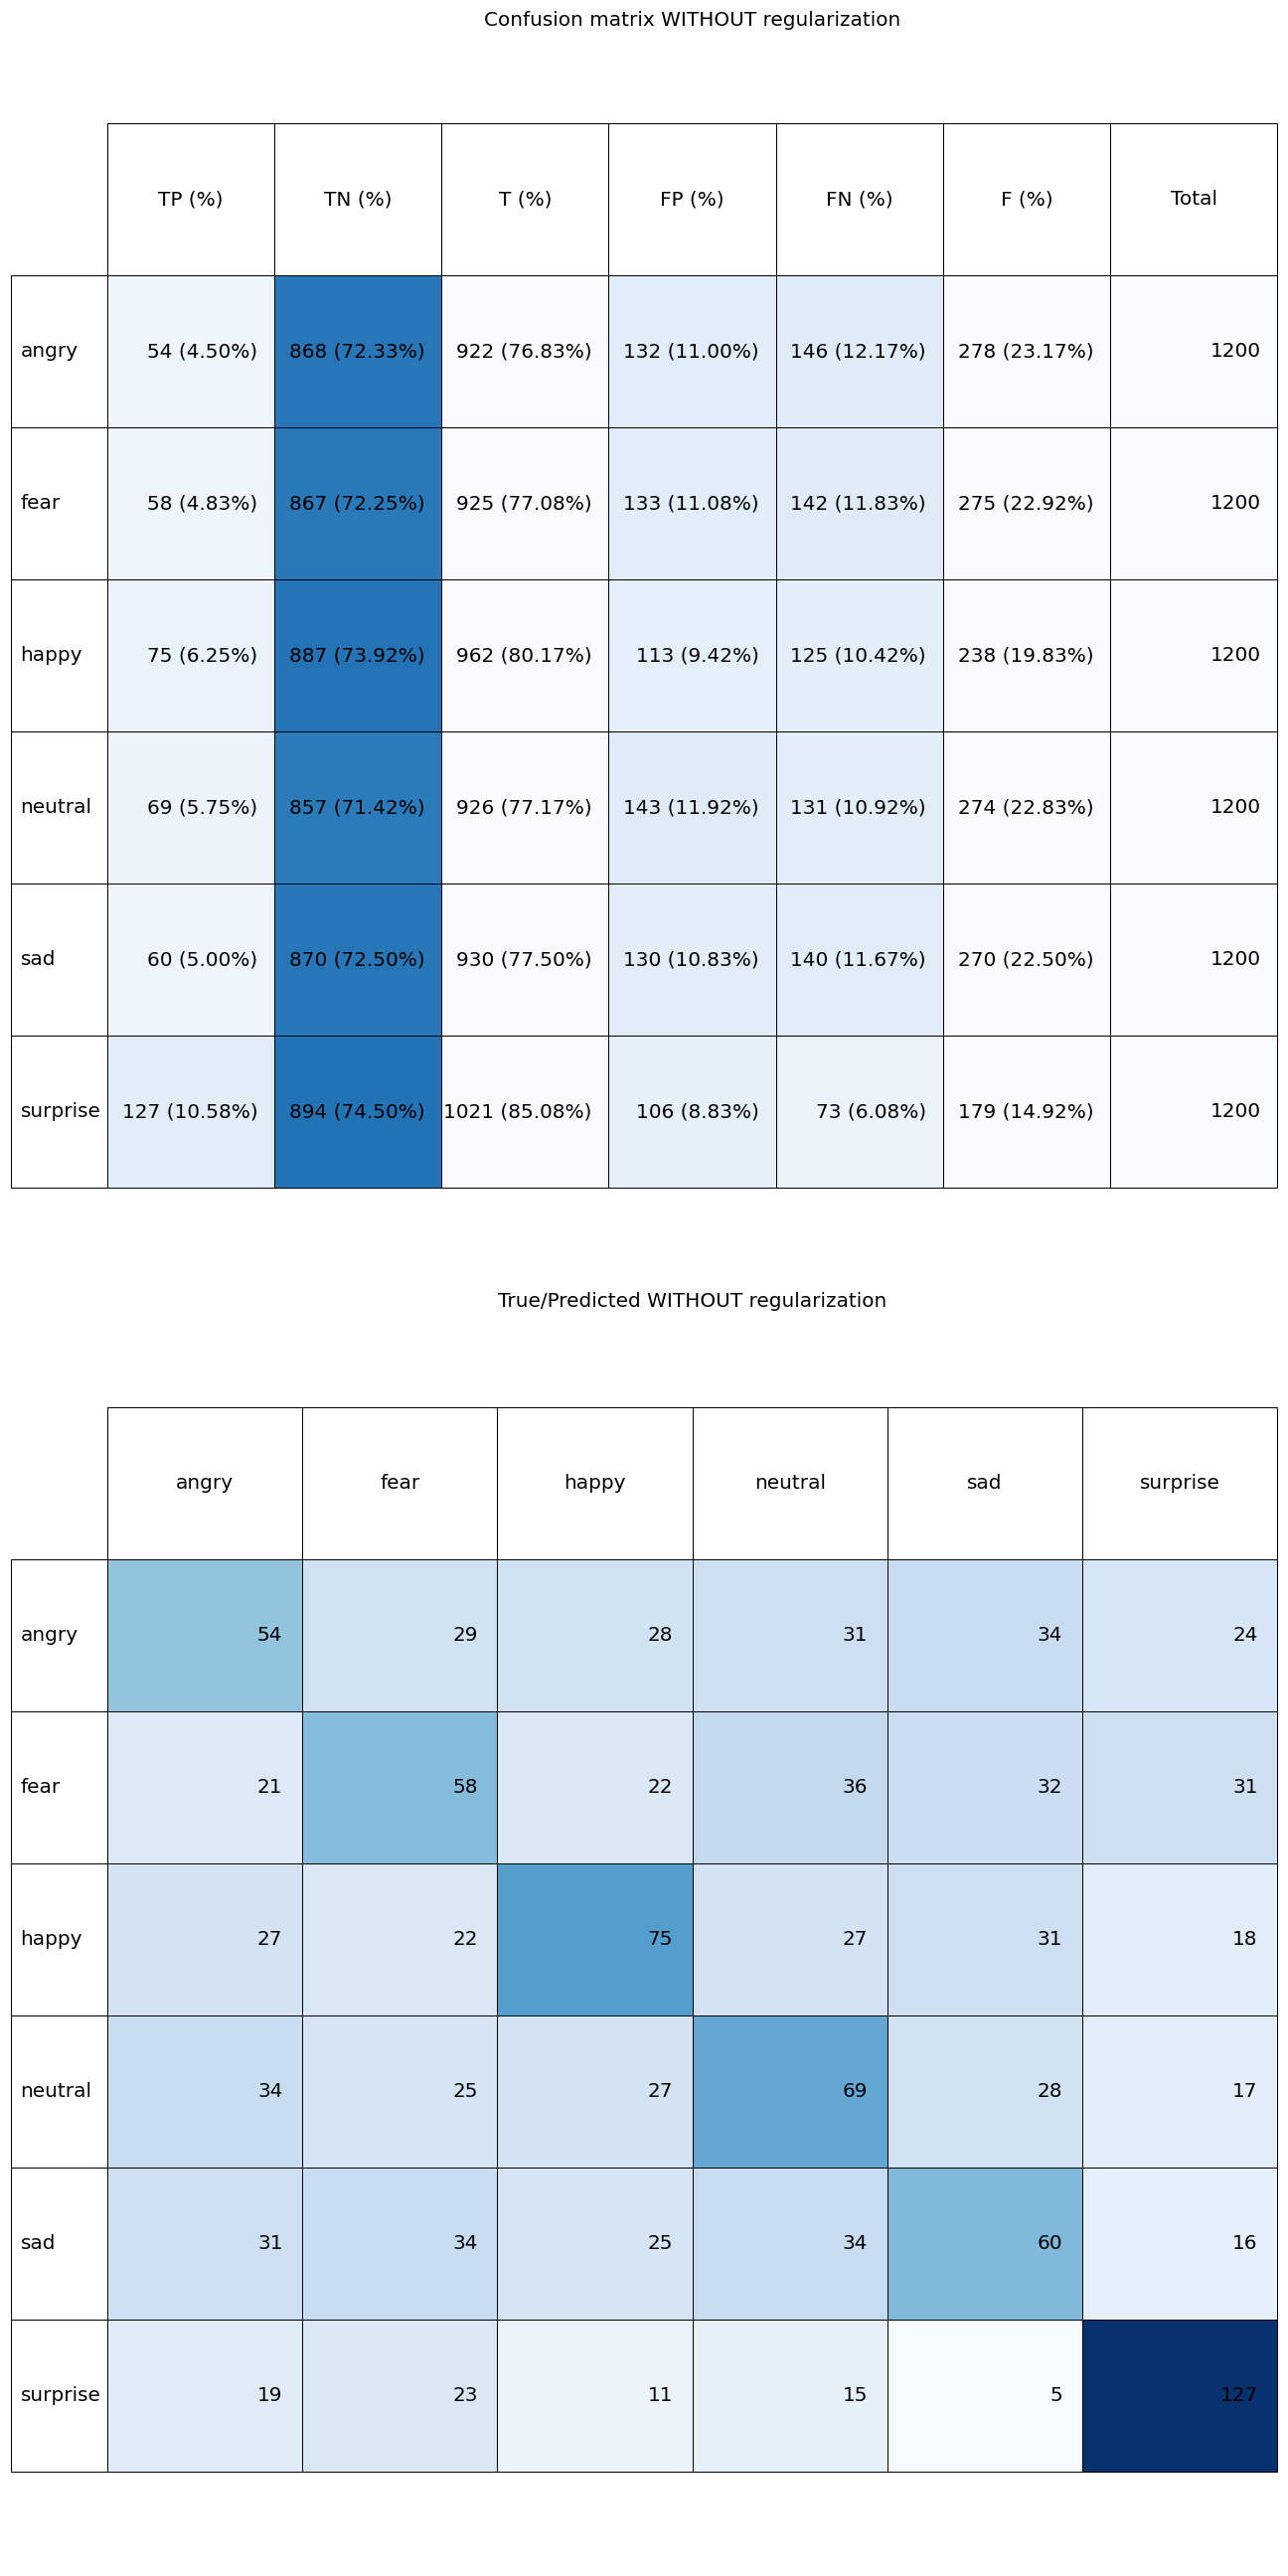 Confusion matrix WITHOUT regularization
TP (%) TN (%) T (%) FP (%) FN (%) F (%) Total
angry 54 (4.50%) 868 (72.33%) 922 (76.83%) 132 (11.00%) 146 (12.17%) 278 (23.17%) 1200
fear 58 (4.83%) 867 (72.25%) 925 (77.08%) 133 (11.08%) 142 (11.83%) 275 (22.92%) 1200
happy 75 (6.25%) 887 (73.92%) 962 (80.17%) 113 (9.42%) 125 (10.42%) 238 (19.83%) 1200
neutral 69 (5.75%) 857 (71.42%) 926 (77.17%) 143 (11.92%) 131 (10.92%) 274 (22.83%) 1200
sad 60 (5.00%) 870 (72.50%) 930 (77.50%) 130 (10.83%) 140 (11.67%) 270 (22.50%) 1200
surprise 127 (10.58%) 894 (74.50%) 1021 (85.08%) 106 (8.83%) 73 (6.08%) 179 (14.92%) 1200
True/Predicted WITHOUT regularization
angry fear happy neutral sad surprise
angry 54 29 28 31 34 24
fear 21 58 22 36 32 31
happy 27 22 75 27 31 18
neutral 34 25 27 69 28 17
sad 31 34 25 34 60 16
surprise 19 23 11 15 5 127